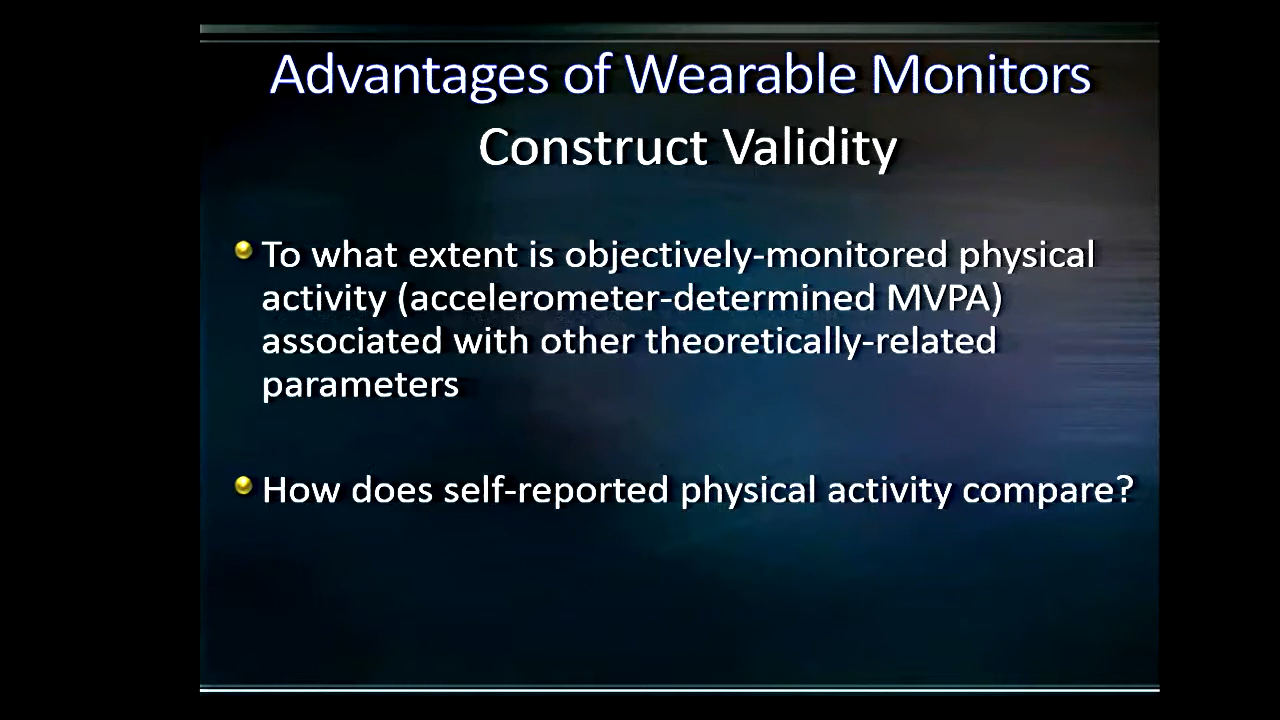 Advantages of Wearable Monitors
Construct Validity
To what extent is objectively-monitored physical
activity (accelerometer-determined MVPA)
associated with other theoretically-related
parameters
How does self-reported physical activity compare?